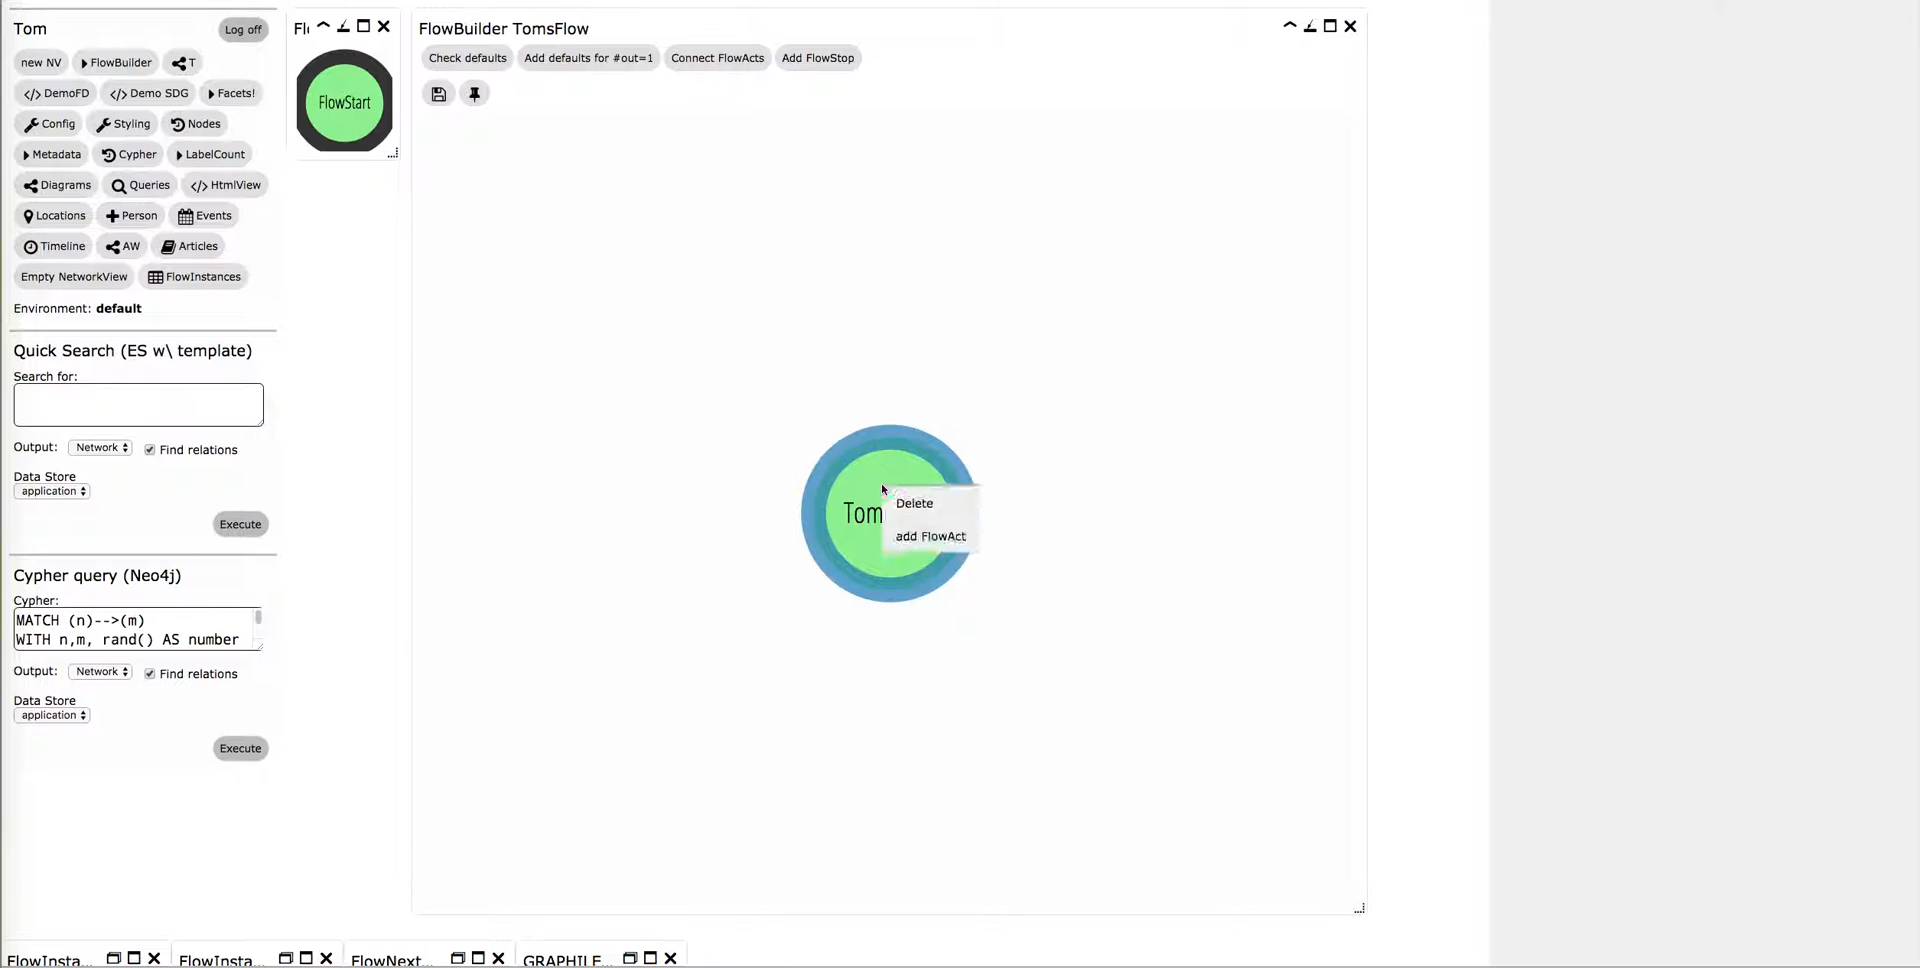 Tom
Log off
new NV
FlowBuilder
T
DemoFD
Demo SDG
Facets!
Config
Styling
Nodes
Metadata
Cypher
LabelCount
Diagrams
Queries
HtmlView
Locations
Person
Events
Timeline
AW
Articles
Empty NetworkView
FlowInstances
Environment: default
Quick Search (ES w\ template)
Search for:
Output: Network Find relations
Data Store
application
Execute
Cypher query (Neo4j)
Cypher:
MATCH (n)-->(m)
WITH n,m, rand() AS number
Output: Network Find relations
Data Store
application
Execute
FlowStart
FlowBuilder TomsFlow
Check defaults
Add defaults for #out=1
Connect FlowActs
Add FlowStop
Tom
Delete
add FlowAct
FlowInsta...
FlowInsta...
FlowNext...
GRAPHILE...